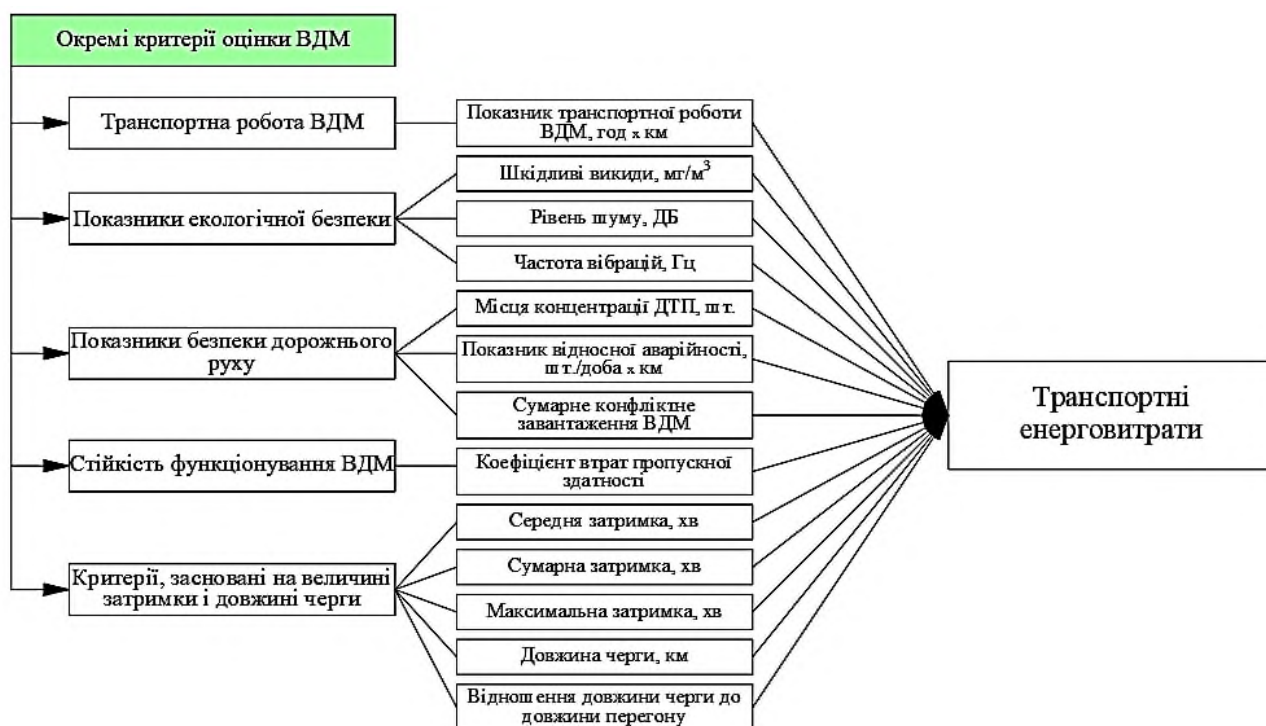 Окремі критерії оцінки ВДМ
Транспортна робота ВДМ
Показник транспортної роботи
ВДМ, год x км
Показники екологічної безпеки
Шкідливі викиди, мг/м³
Рівень шуму, ДБ
Частота вібрацій, Гц
Показники безпеки дорожнього
руху
Місця концентрації ДТП, шт.
Показник відносної аварійності,
шт./доба x км
Сумарне конфліктне
завантаження ВДМ
Стійкість функціонування ВДМ
Коефіцієнт втрат пропускної
здатності
Критерії, засновані на величині
затримки і довжині черги
Середня затримка, хв
Сумарна затримка, хв
Максимальна затримка, хв
Довжина черги, км
Відношення довжини черги до
довжини перегону
Транспортні
енерговитрати